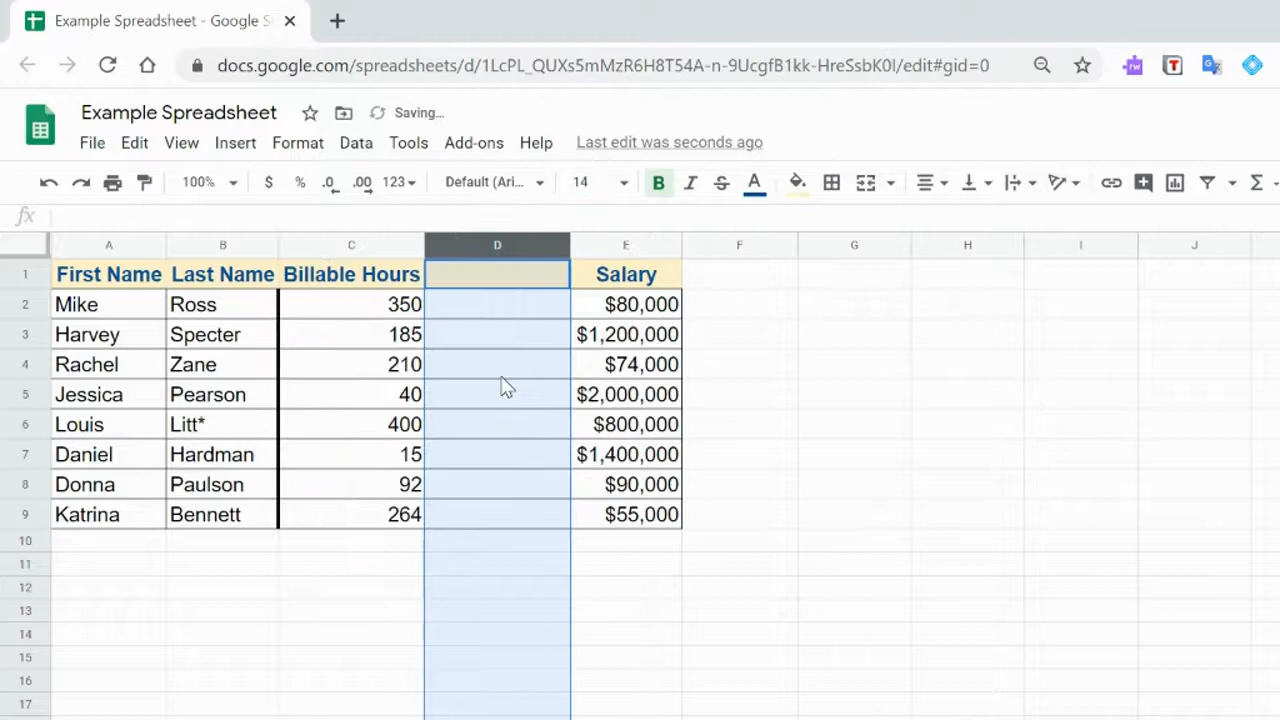 Example Spreadsheet - Google S
docs.google.com/spreadsheets/d/1LcPL_QUXs5mMzR6H8T54A-n-9UcgfB1kk-HreSsbK0I/edit#gid=0
Example Spreadsheet Saving…
File Edit View Insert Format Data Tools Add-ons Help Last edit was seconds ago
100% $ % .0 .00 123 Default (Ari... 14 B I S A Σ
fx
A B C D E F G H I J
1 First Name Last Name Billable Hours Salary
2 Mike Ross 350 $80,000
3 Harvey Specter 185 $1,200,000
4 Rachel Zane 210 $74,000
5 Jessica Pearson 40 $2,000,000
6 Louis Litt* 400 $800,000
7 Daniel Hardman 15 $1,400,000
8 Donna Paulson 92 $90,000
9 Katrina Bennett 264 $55,000
10
11
12
13
14
15
16
17